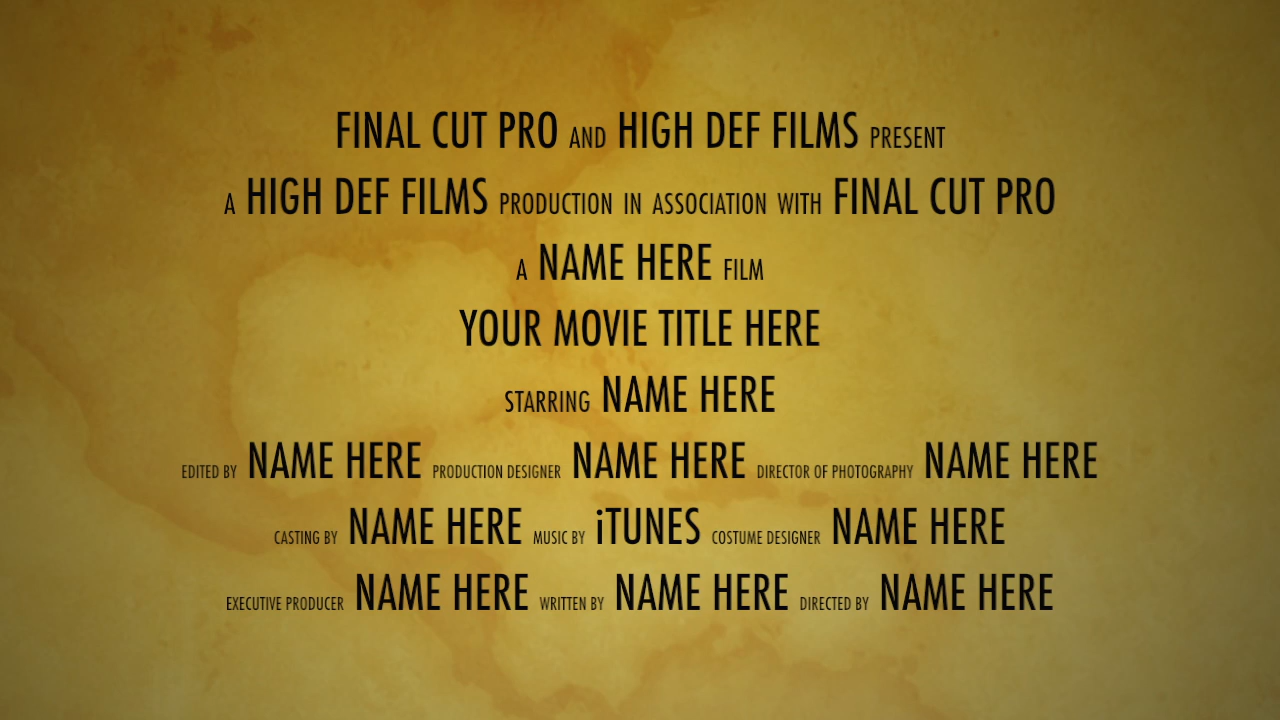 FINAL CUT PRO AND HIGH DEF FILMS PRESENT
A HIGH DEF FILMS PRODUCTION IN ASSOCIATION WITH FINAL CUT PRO
A NAME HERE FILM
YOUR MOVIE TITLE HERE
STARRING NAME HERE
EDITED BY NAME HERE PRODUCTION DESIGNER NAME HERE DIRECTOR OF PHOTOGRAPHY NAME HERE
CASTING BY NAME HERE MUSIC BY iTUNES COSTUME DESIGNER NAME HERE
EXECUTIVE PRODUCER NAME HERE WRITTEN BY NAME HERE DIRECTED BY NAME HERE